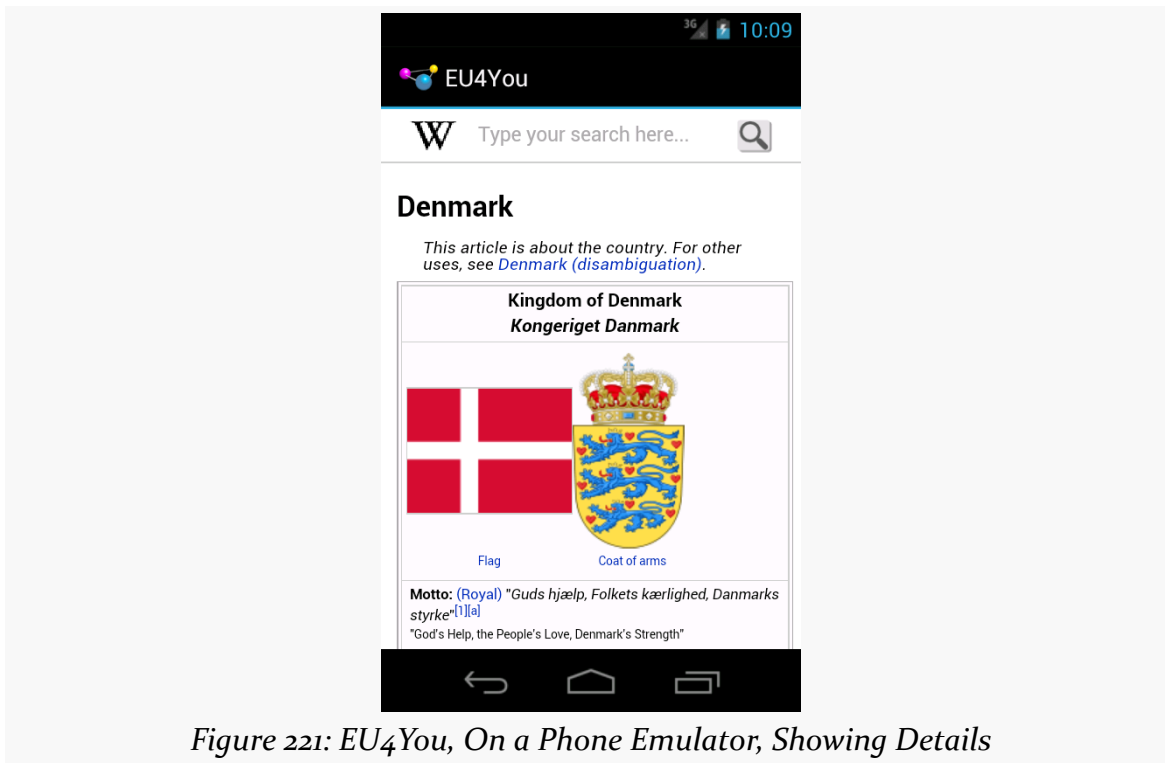 3G 10:09
EU4You
W Type your search here...
Denmark
This article is about the country. For other
uses, see Denmark (disambiguation).
Kingdom of Denmark
Kongeriget Danmark
Flag Coat of arms
Motto: (Royal) "Guds hjælp, Folkets kærlighed, Danmarks
styrke"[1][a]
"God's Help, the People's Love, Denmark's Strength"
Figure 221: EU4You, On a Phone Emulator, Showing Details